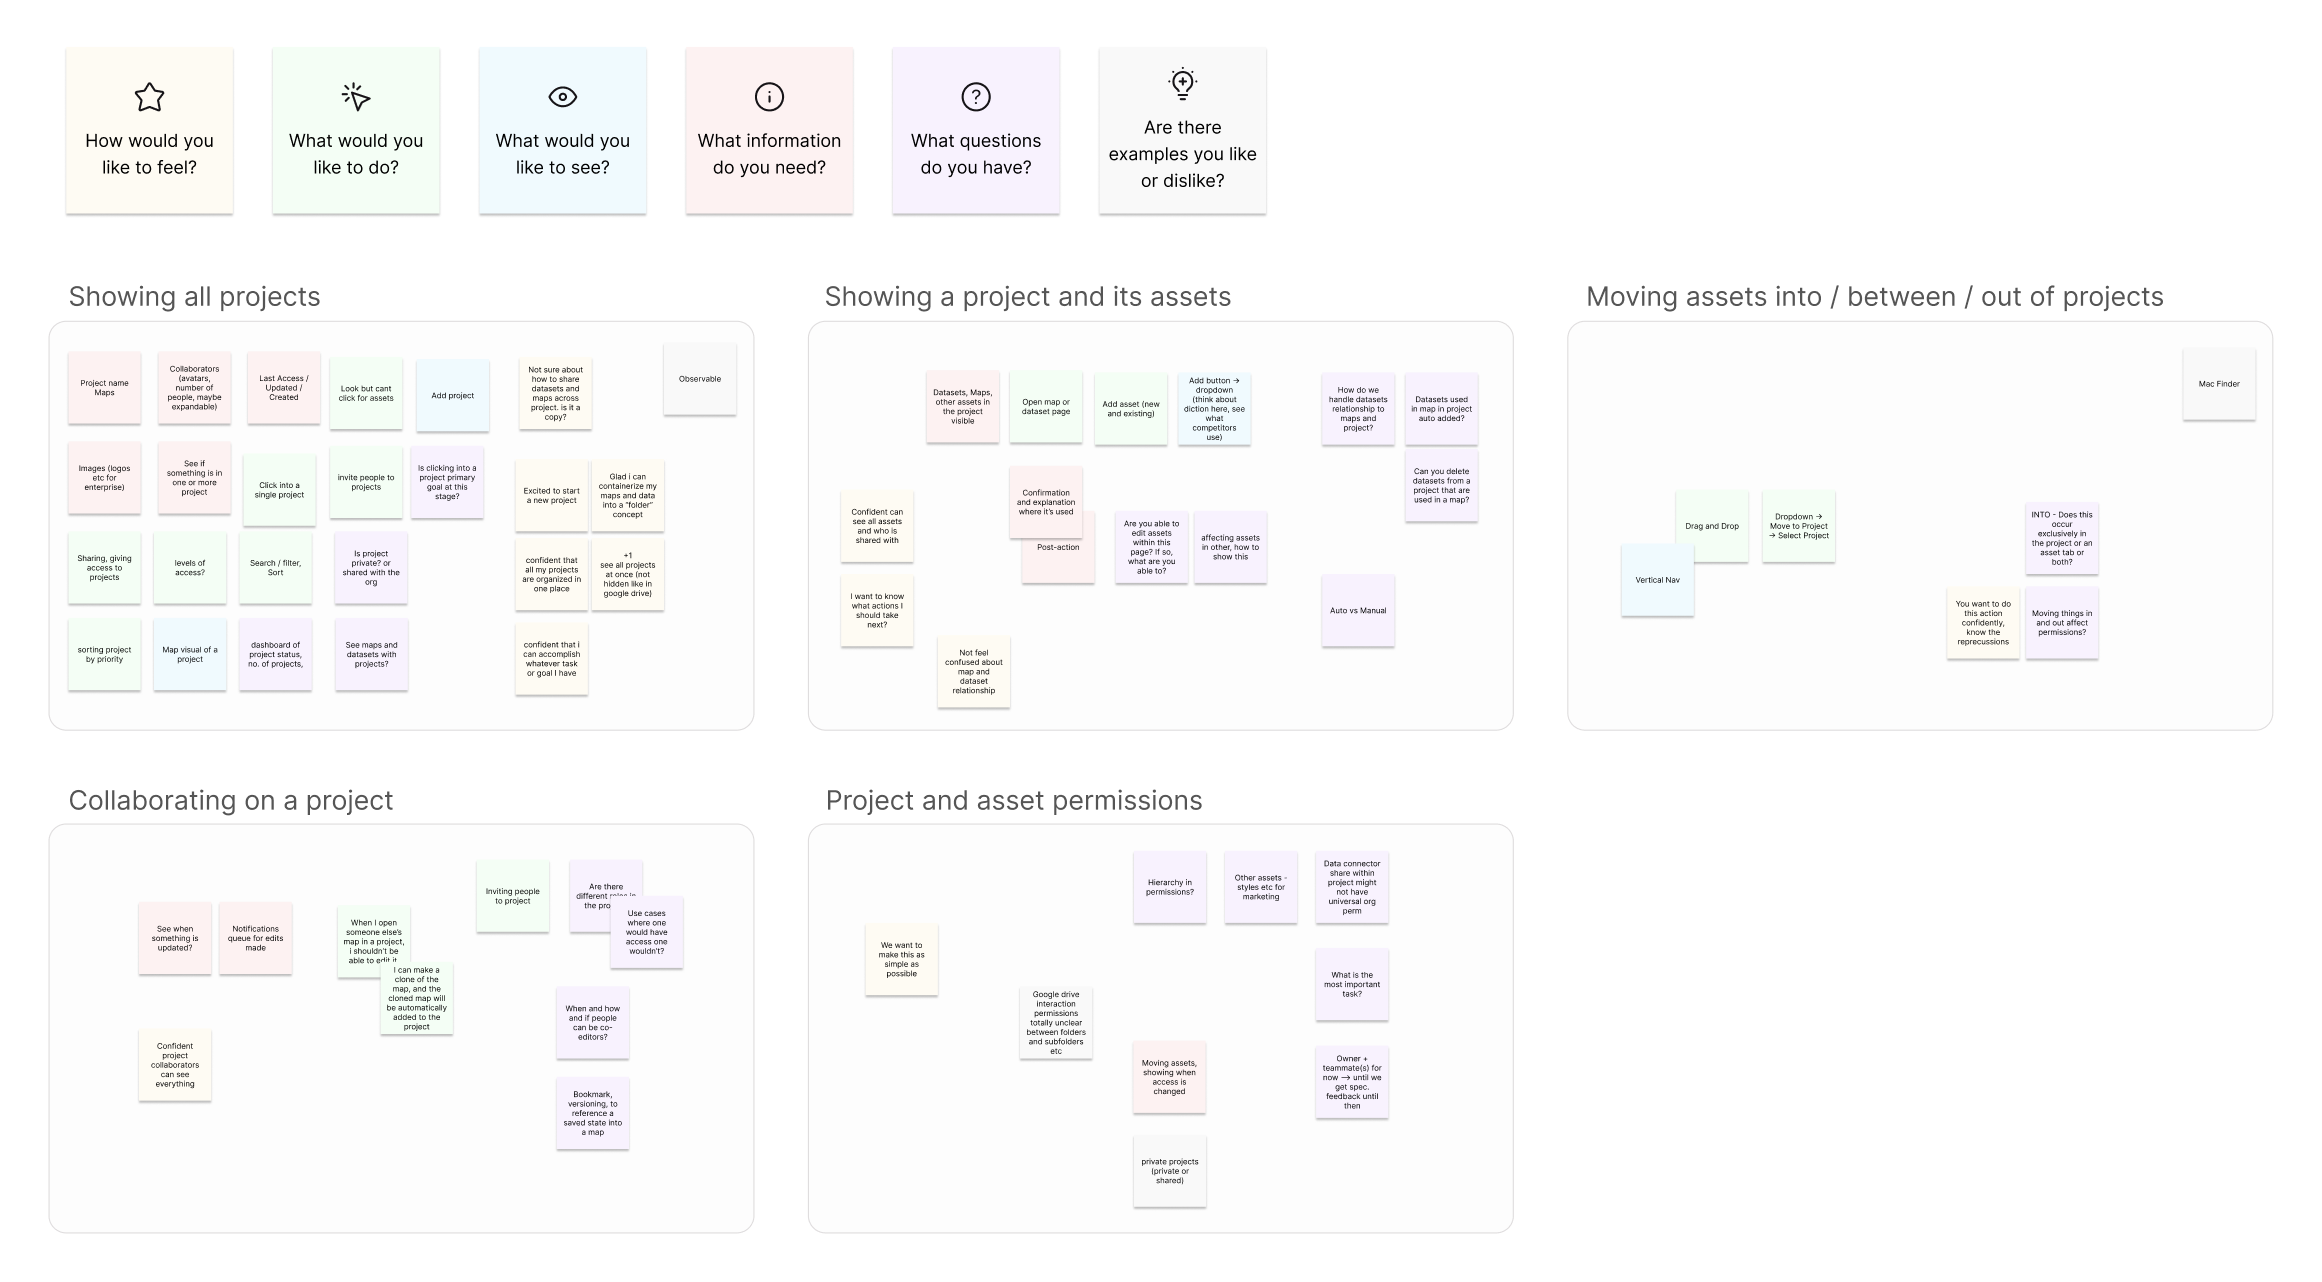 How would you
like to feel?
What would you
like to do?
What would you
like to see?
What information
do you need?
What questions
do you have?
Are there
examples you like
or dislike?
Showing all projects
Project name
Maps
Collaborators
(avatars,
number of
people, maybe
expandable)
Last Access /
Updated /
Created
Look but cant
click for assets
Add project
Not sure about
how to share
datasets and
maps across
project. is it a
copy?
Observable
Images (logos
etc for
enterprise)
See if
something is in
one or more
project
Click into a
single project
invite people to
projects
Is clicking into a
project primary
goal at this
stage?
Excited to start
a new project
Glad i can
containerize my
maps and data
into a "folder"
concept
Sharing, giving
access to
projects
levels of
access?
Search / filter,
Sort
Is project
private? or
shared with the
org
confident that
all my projects
are organized in
one place
+1
see all projects
at once (not
hidden like in
google drive)
sorting project
by priority
Map visual of a
project
dashboard of
project status,
no. of projects,
See maps and
datasets with
projects?
confident that i
can accomplish
whatever task
or goal I have
Showing a project and its assets
Datasets, Maps,
other assets in
the project
visible
Open map or
dataset page
Add asset (new
and existing)
Add button →
dropdown
(think about
diction here, see
what
competitors
use)
How do we
handle datasets
relationship to
maps and
project?
Datasets used
in map in project
auto added?
Can you delete
datasets from a
project that are
used in a map?
Confident can
see all assets
and who is
shared with
Confirmation
and explanation
where it's used
Post-action
Are you able to
edit assets
within this
page? If so,
what are you
able to?
affecting assets
in other, how to
show this
I want to know
what actions I
should take
next?
Auto vs Manual
Not feel
confused about
map and
dataset
relationship
Moving assets into / between / out of projects
Mac Finder
Drag and Drop
Dropdown →
Move to Project
→ Select Project
Vertical Nav
INTO - Does this
occur
exclusively in
the project or an
asset tab or
both?
You want to do
this action
confidently,
know the
reprecussions
Moving things in
and out affect
permissions?
Collaborating on a project
See when
something is
updated?
Notifications
queue for edits
made
When I open
someone else's
map in a project,
i shouldn't be
able to edit it
I can make a
clone of the
map, and the
cloned map will
be automatically
added to the
project
Inviting people
to project
Are there
different roles in
the
Use cases
where one
would have
access one
wouldn't?
When and how
and if people
can be co-
editors?
Confident
project
collaborators
can see
everything
Bookmark,
versioning, to
reference a
saved state into
a map
Project and asset permissions
Hierarchy in
permissions?
Other assets -
styles etc for
marketing
Data connector
share within
project might
not have
universal org
perm
We want to
make this as
simple as
possible
What is the
most important
task?
Google drive
interaction
permissions
totally unclear
between folders
and subfolders
etc
Moving assets,
showing when
access is
changed
Owner +
teammate(s) for
now --> until we
get spec.
feedback until
then
private projects
(private or
shared)